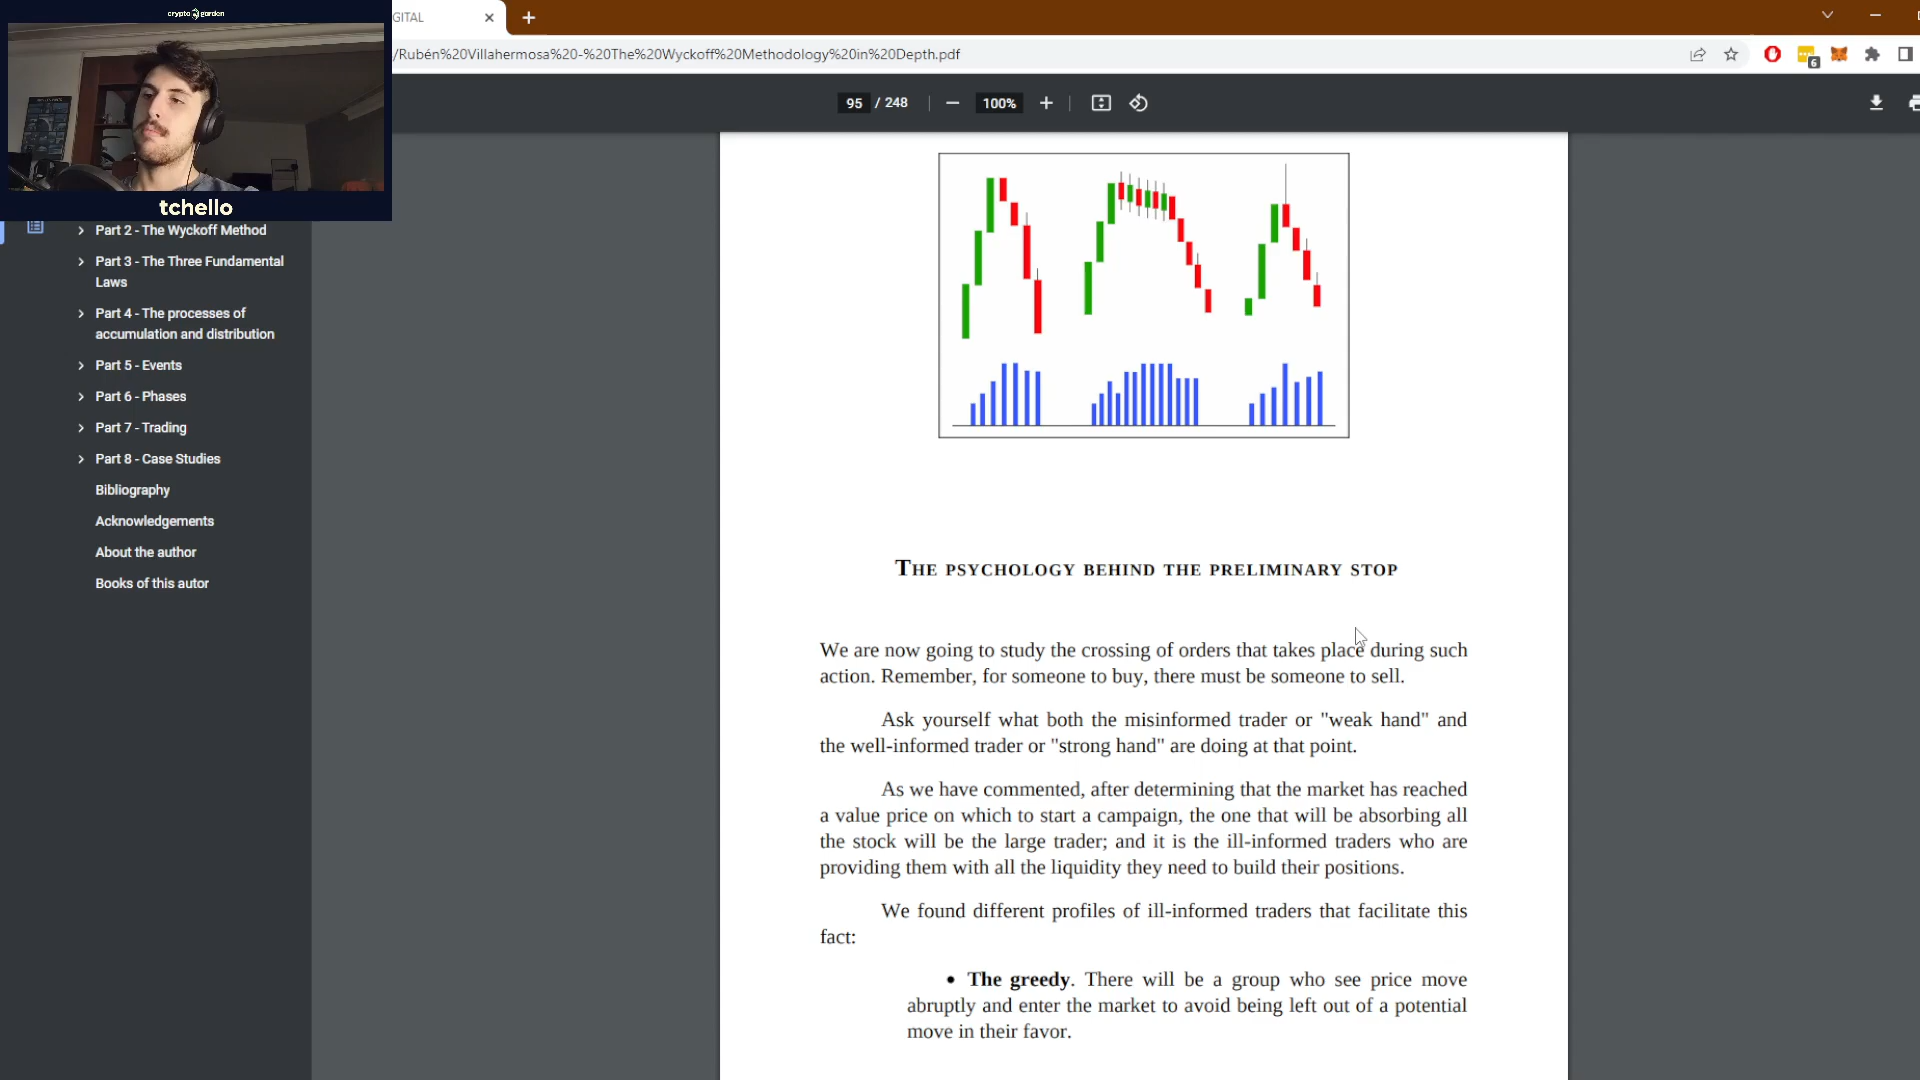 crypto garden
GITAL
/Rubén%20Villahermosa%20-%20The%20Wyckoff%20Methodology%20in%20Depth.pdf
6
95 / 248
100%
tchello
Part 2 - The Wyckoff Method
Part 3 - The Three Fundamental
Laws
Part 4 - The processes of
accumulation and distribution
Part 5 - Events
Part 6 - Phases
Part 7 - Trading
Part 8 - Case Studies
Bibliography
Acknowledgements
About the author
Books of this autor
THE PSYCHOLOGY BEHIND THE PRELIMINARY STOP
We are now going to study the crossing of orders that takes place during such
action. Remember, for someone to buy, there must be someone to sell.
Ask yourself what both the misinformed trader or "weak hand" and
the well-informed trader or "strong hand" are doing at that point.
As we have commented, after determining that the market has reached
a value price on which to start a campaign, the one that will be absorbing all
the stock will be the large trader; and it is the ill-informed traders who are
providing them with all the liquidity they need to build their positions.
We found different profiles of ill-informed traders that facilitate this
fact:
• The greedy. There will be a group who see price move
abruptly and enter the market to avoid being left out of a potential
move in their favor.